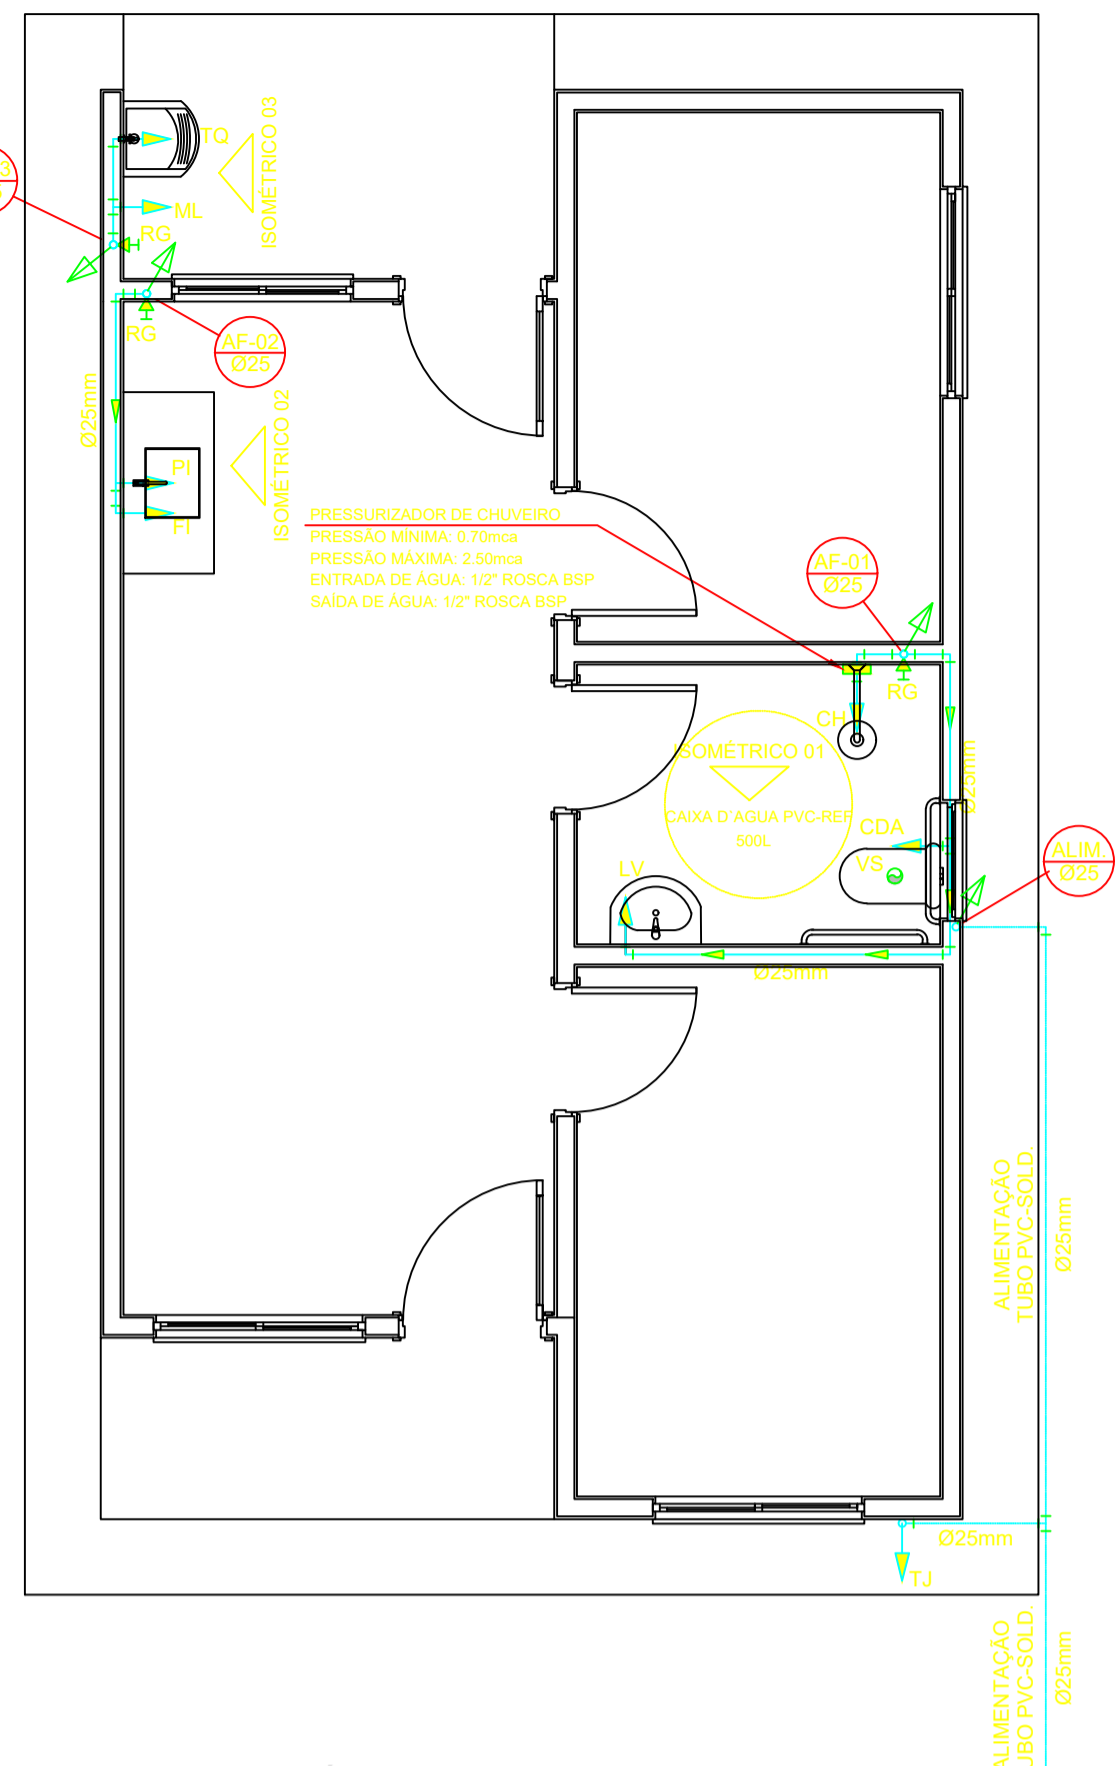 TQ
ISOMÉTRICO 03
ML
RG
RG
AF-02
Ø25
Ø25mm
ISOMÉTRICO 02
PI
FI
PRESSURIZADOR DE CHUVEIRO
PRESSÃO MÍNIMA: 0.70mca
PRESSÃO MÁXIMA: 2.50mca
ENTRADA DE ÁGUA: 1/2" ROSCA BSP
SAÍDA DE ÁGUA: 1/2" ROSCA BSP
AF-01
Ø25
RG
CH
ISOMÉTRICO 01
CAIXA D´AGUA PVC-REF
500L
Ø25mm
CDA
VS
LV
ALIM.
Ø25
Ø25mm
ALIMENTAÇÃO
TUBO PVC-SOLD.
Ø25mm
Ø25mm
TJ
ALIMENTAÇÃO
UBO PVC-SOLD.
Ø25mm